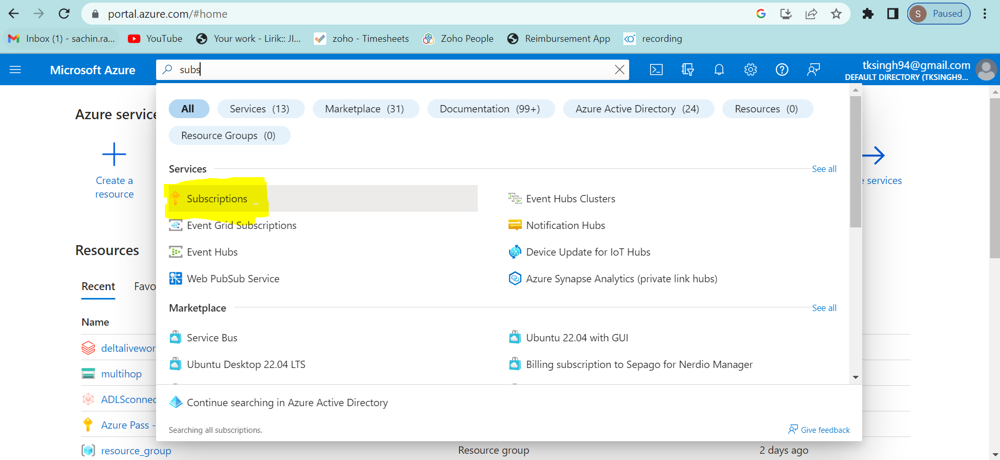 portal.azure.com/#home
Paused
S
Inbox (1) - sachin.ra...
YouTube
Your work - Lirik:: JI...
zoho - Timesheets
Zoho People
Reimbursement App
recording
Microsoft Azure
subs
tksingh94@gmail.com
DEFAULT DIRECTORY (TKSINGH9...
Azure service
All
Services (13)
Marketplace (31)
Documentation (99+)
Azure Active Directory (24)
Resources (0)
Resource Groups (0)
Create a
resource
services
Services
See all
Subscriptions
Event Hubs Clusters
Event Grid Subscriptions
Notification Hubs
Event Hubs
Device Update for IoT Hubs
Web PubSub Service
Azure Synapse Analytics (private link hubs)
Marketplace
See all
Service Bus
Ubuntu 22.04 with GUI
Ubuntu Desktop 22.04 LTS
Billing subscription to Sepago for Nerdio Manager
Continue searching in Azure Active Directory
Searching all subscriptions.
Give feedback
Resources
Recent
Favo
Name
deltalivewor
multihop
ADLSconnec
Azure Pass -
resource_group
Resource group
2 days ago